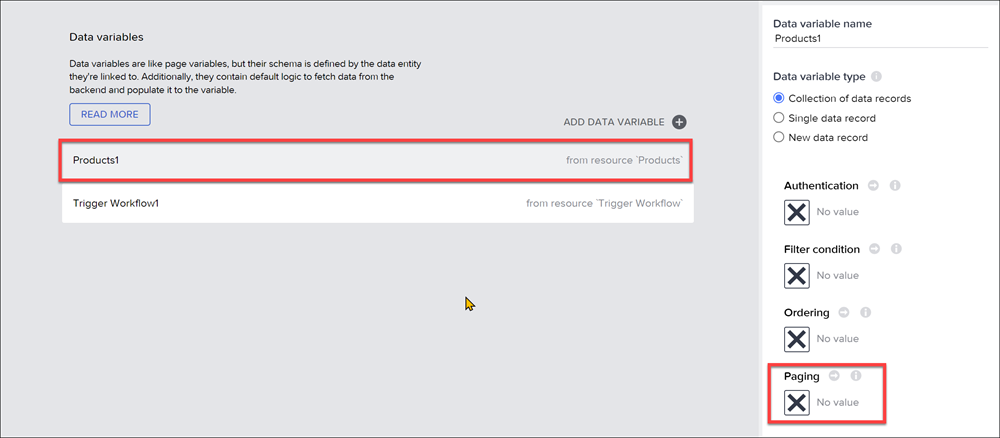 Data variables
Data variables are like page variables, but their schema is defined by the data entity
they're linked to. Additionally, they contain default logic to fetch data from the
backend and populate it to the variable.
READ MORE
ADD DATA VARIABLE
Products1 from resource `Products`
Trigger Workflow1 from resource `Trigger Workflow`
Data variable name
Products1
Data variable type
Collection of data records
Single data record
New data record
Authentication
No value
Filter condition
No value
Ordering
No value
Paging
No value